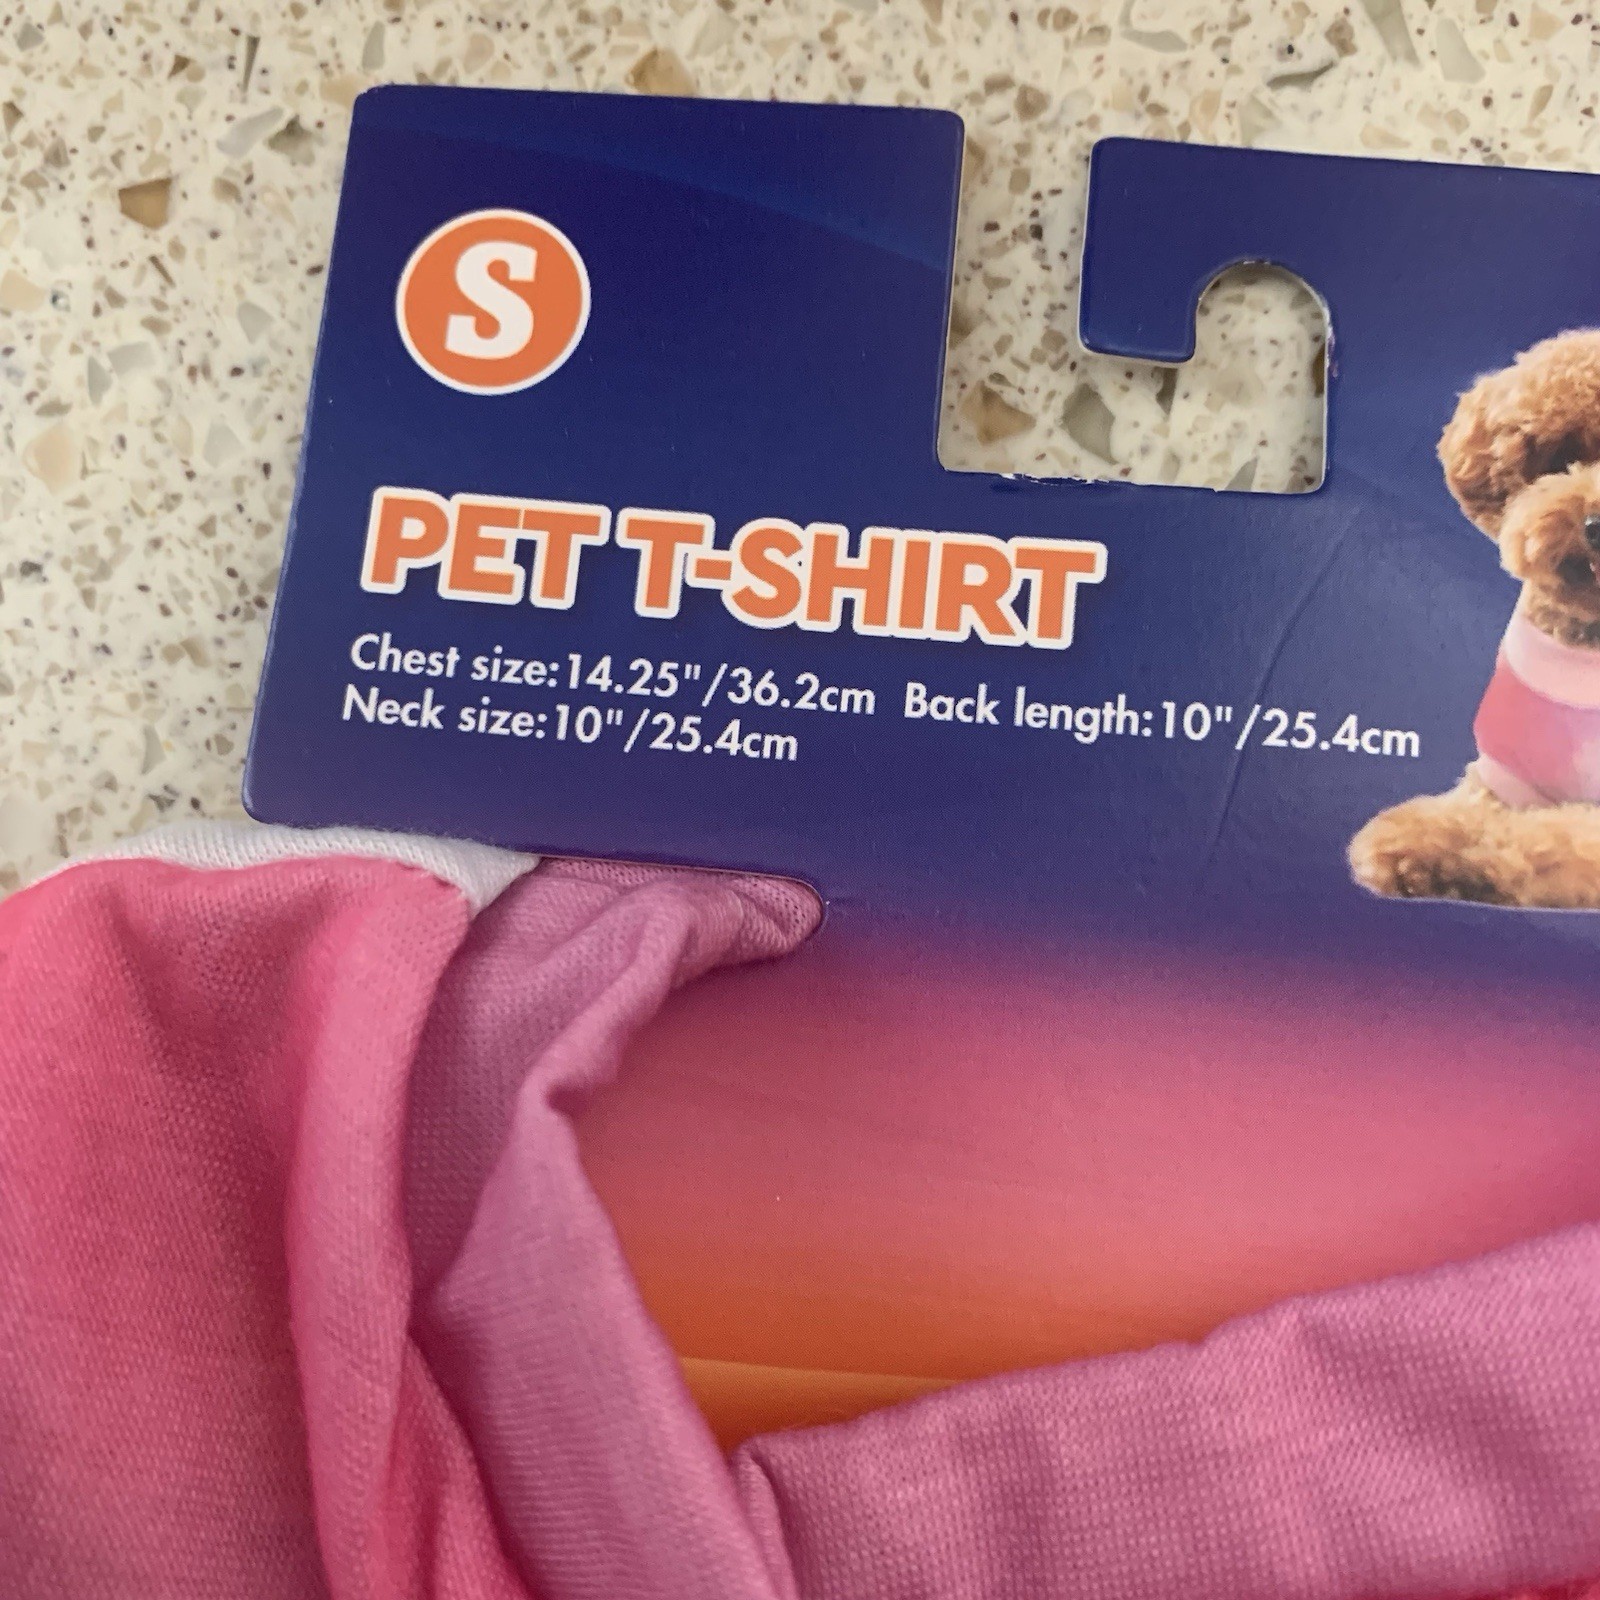 S
PET T-SHIRT
Chest size:14.25"/36.2cm Back length:10"/25.4cm
Neck size:10"/25.4cm